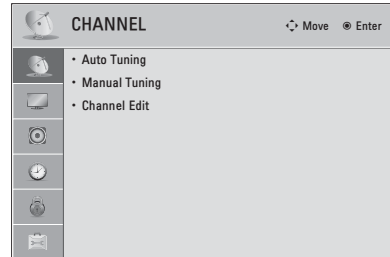 CHANNEL
Move Enter
• Auto Tuning
• Manual Tuning
• Channel Edit